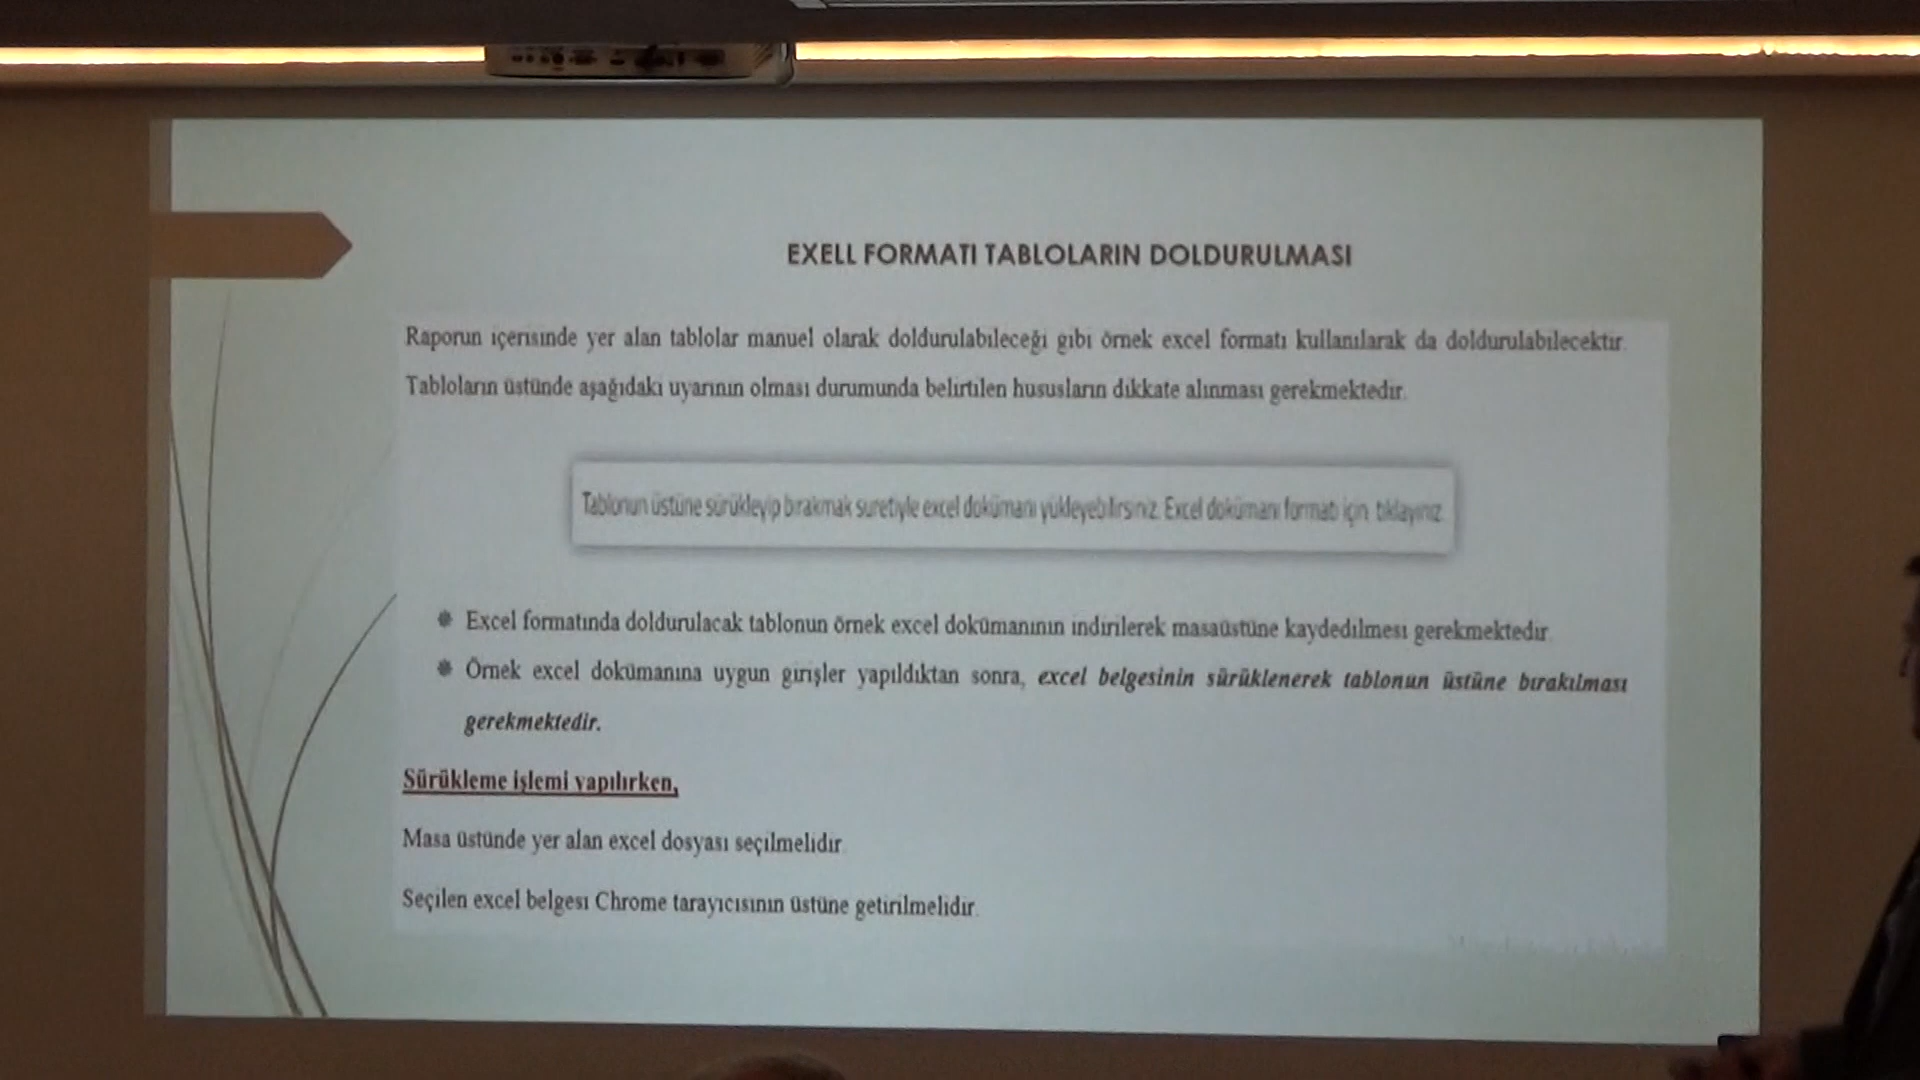 EXELL FORMATI TABLOLARIN DOLDURULMASI
Raporun içerisinde yer alan tablolar manuel olarak doldurulabileceği gibi örnek excel formatı kullanılarak da doldurulabilecektir.
Tabloların üstünde aşağıdaki uyarının olması durumunda belirtilen hususların dikkate alınması gerekmektedir.
Tablonun üstüne sürükleyip bırakmak suretiyle excel dokümanı yükleyebilirsiniz. Excel dokümanı formatı için tıklayınız.
Excel formatında doldurulacak tablonun örnek excel dokümanının indirilerek masaüstüne kaydedilmesi gerekmektedir.
Örnek excel dokümanına uygun girişler yapıldıktan sonra, excel belgesinin sürüklenerek tablonun üstüne bırakılması
gerekmektedir.
Sürükleme işlemi yapılırken,
Masa üstünde yer alan excel dosyası seçilmelidir.
Seçilen excel belgesi Chrome tarayıcısının üstüne getirilmelidir.